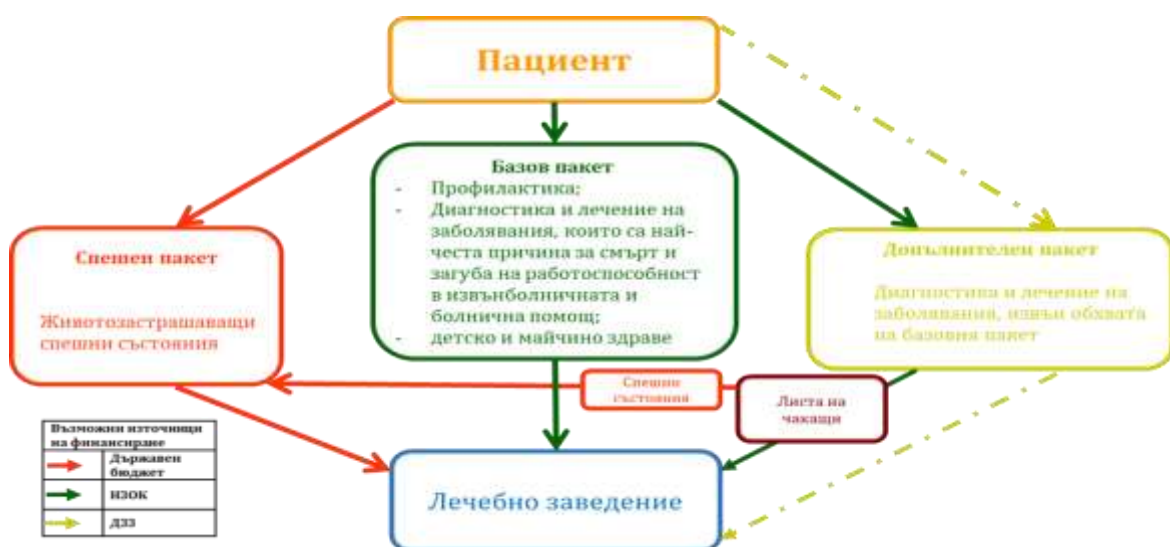 Пациент
Базов пакет
- Профилактика;
- Диагностика и лечение на
заболявания, които са най-
честа причина за смърт и
загуба на работоспособност
в извънболничната и
болнична помощ;
- детско и майчино здраве
Спешен пакет
Животозастрашаващи
спешни състояния
Допълнителен пакет
Диагностика и лечение на
заболявания, извън обхвата
на базовия пакет
Спешни
състояния
Листа на
чакащи
Възможни източници
на финансиране
Държавен
бюджет
НЗОК
ДЗЗ
Лечебно заведение